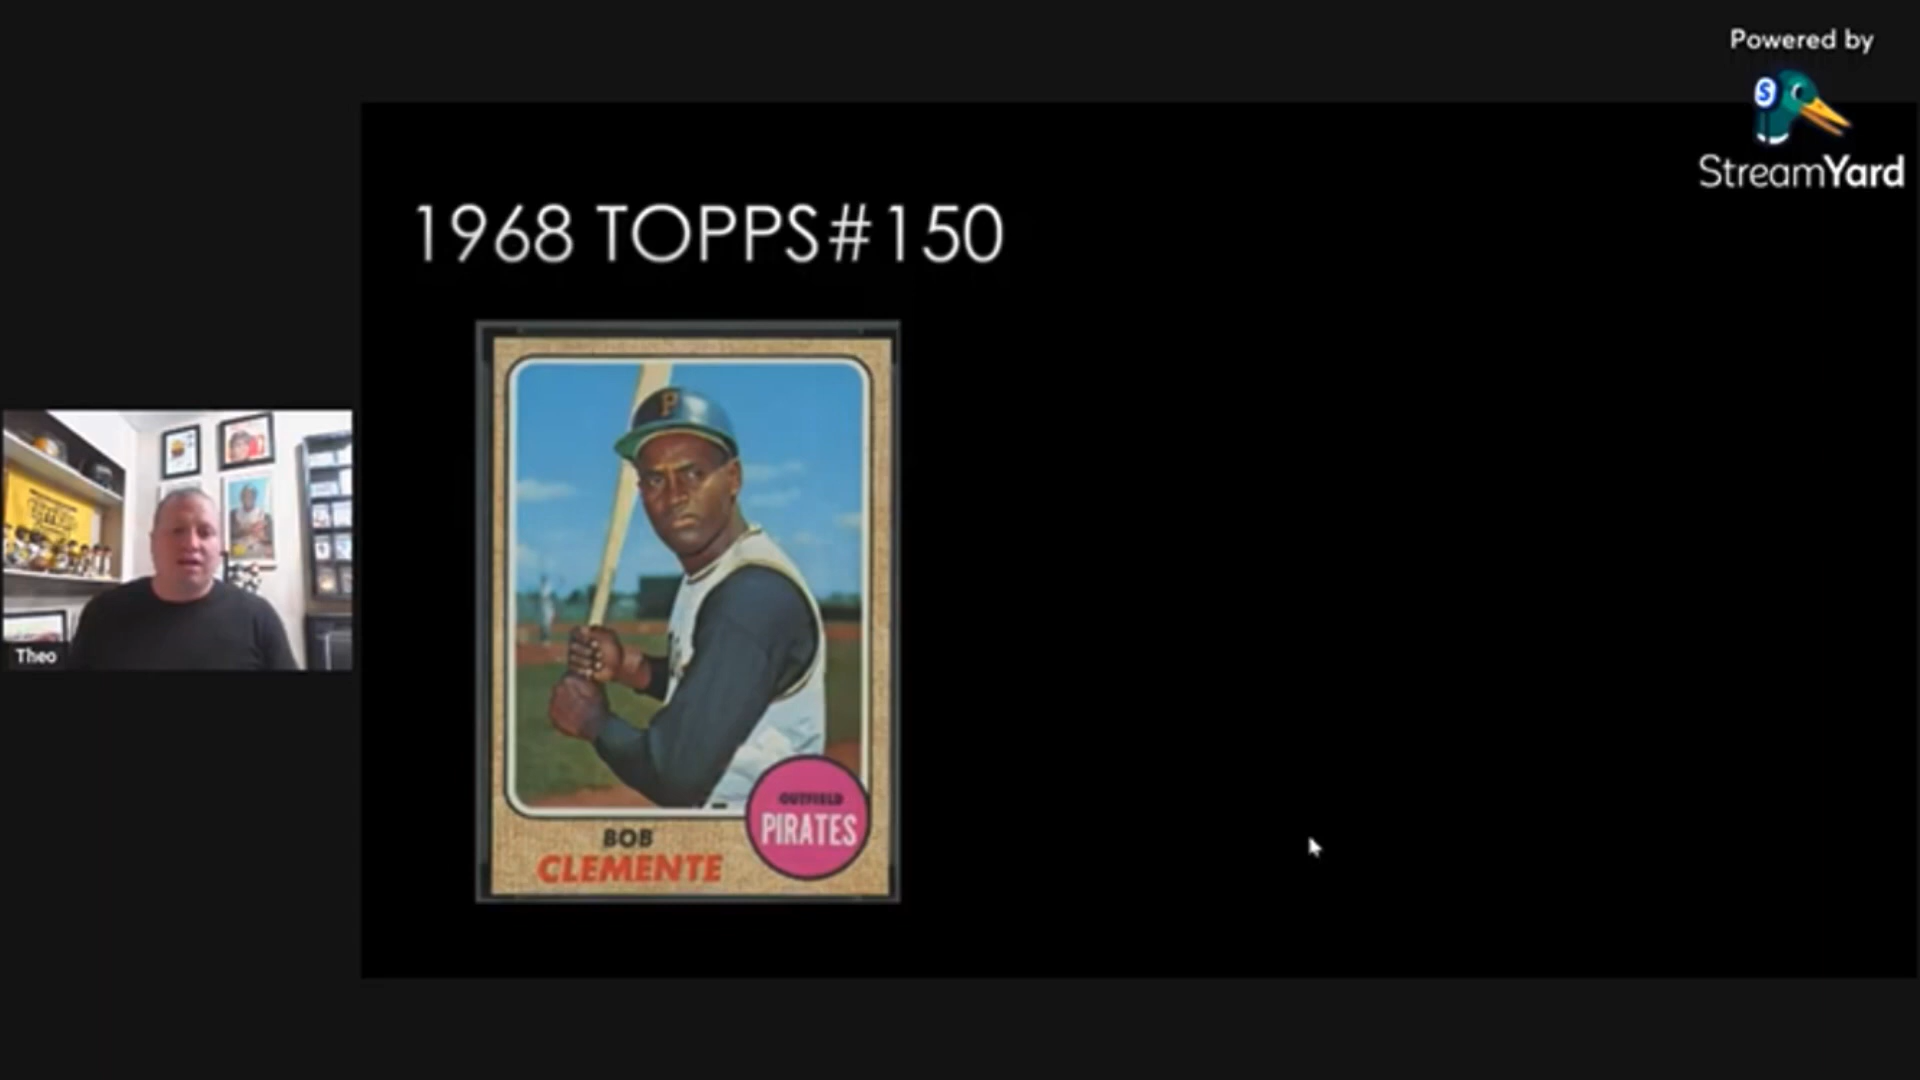 Powered by
S
StreamYard
1968 TOPPS#150
P
OUTFIELD
PIRATES
BOB
CLEMENTE
Theo